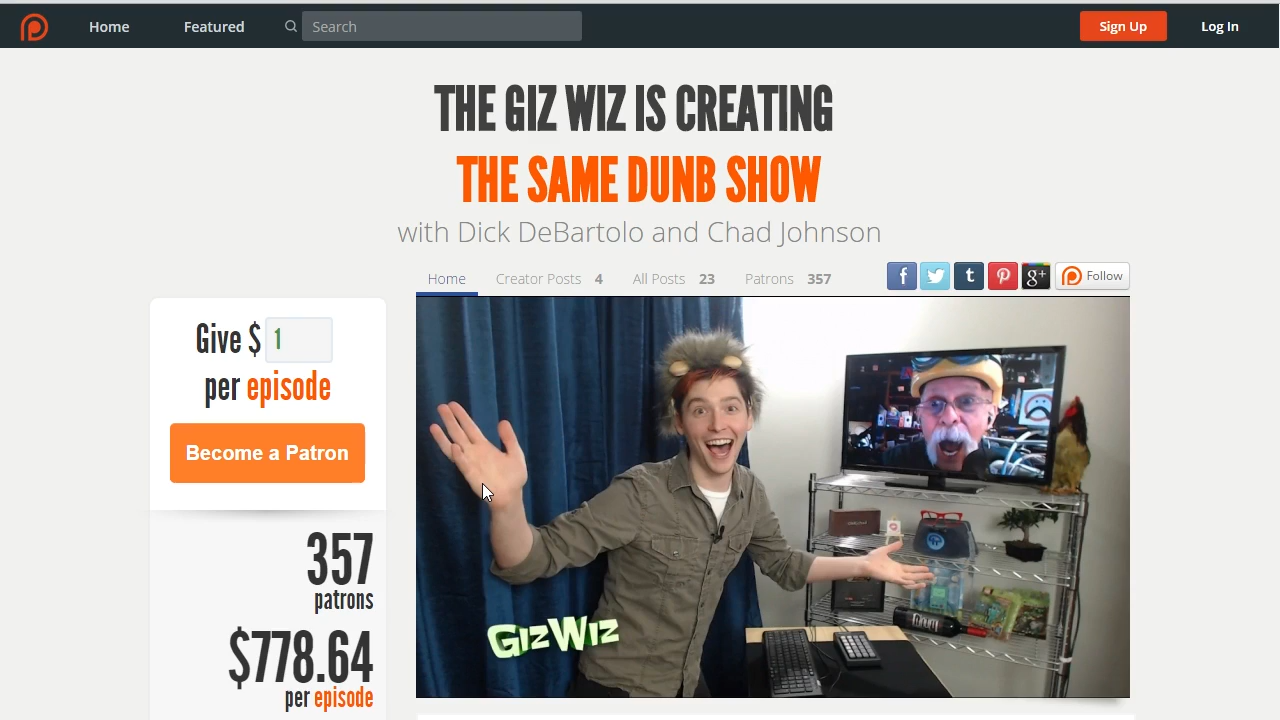 Home Featured Search Sign Up Log In
THE GIZ WIZ IS CREATING
THE SAME DUNB SHOW
with Dick DeBartolo and Chad Johnson
Home Creator Posts 4 All Posts 23 Patrons 357 Follow
Give $ 1
per episode
Become a Patron
357
patrons
$778.64
per episode
GizWiz